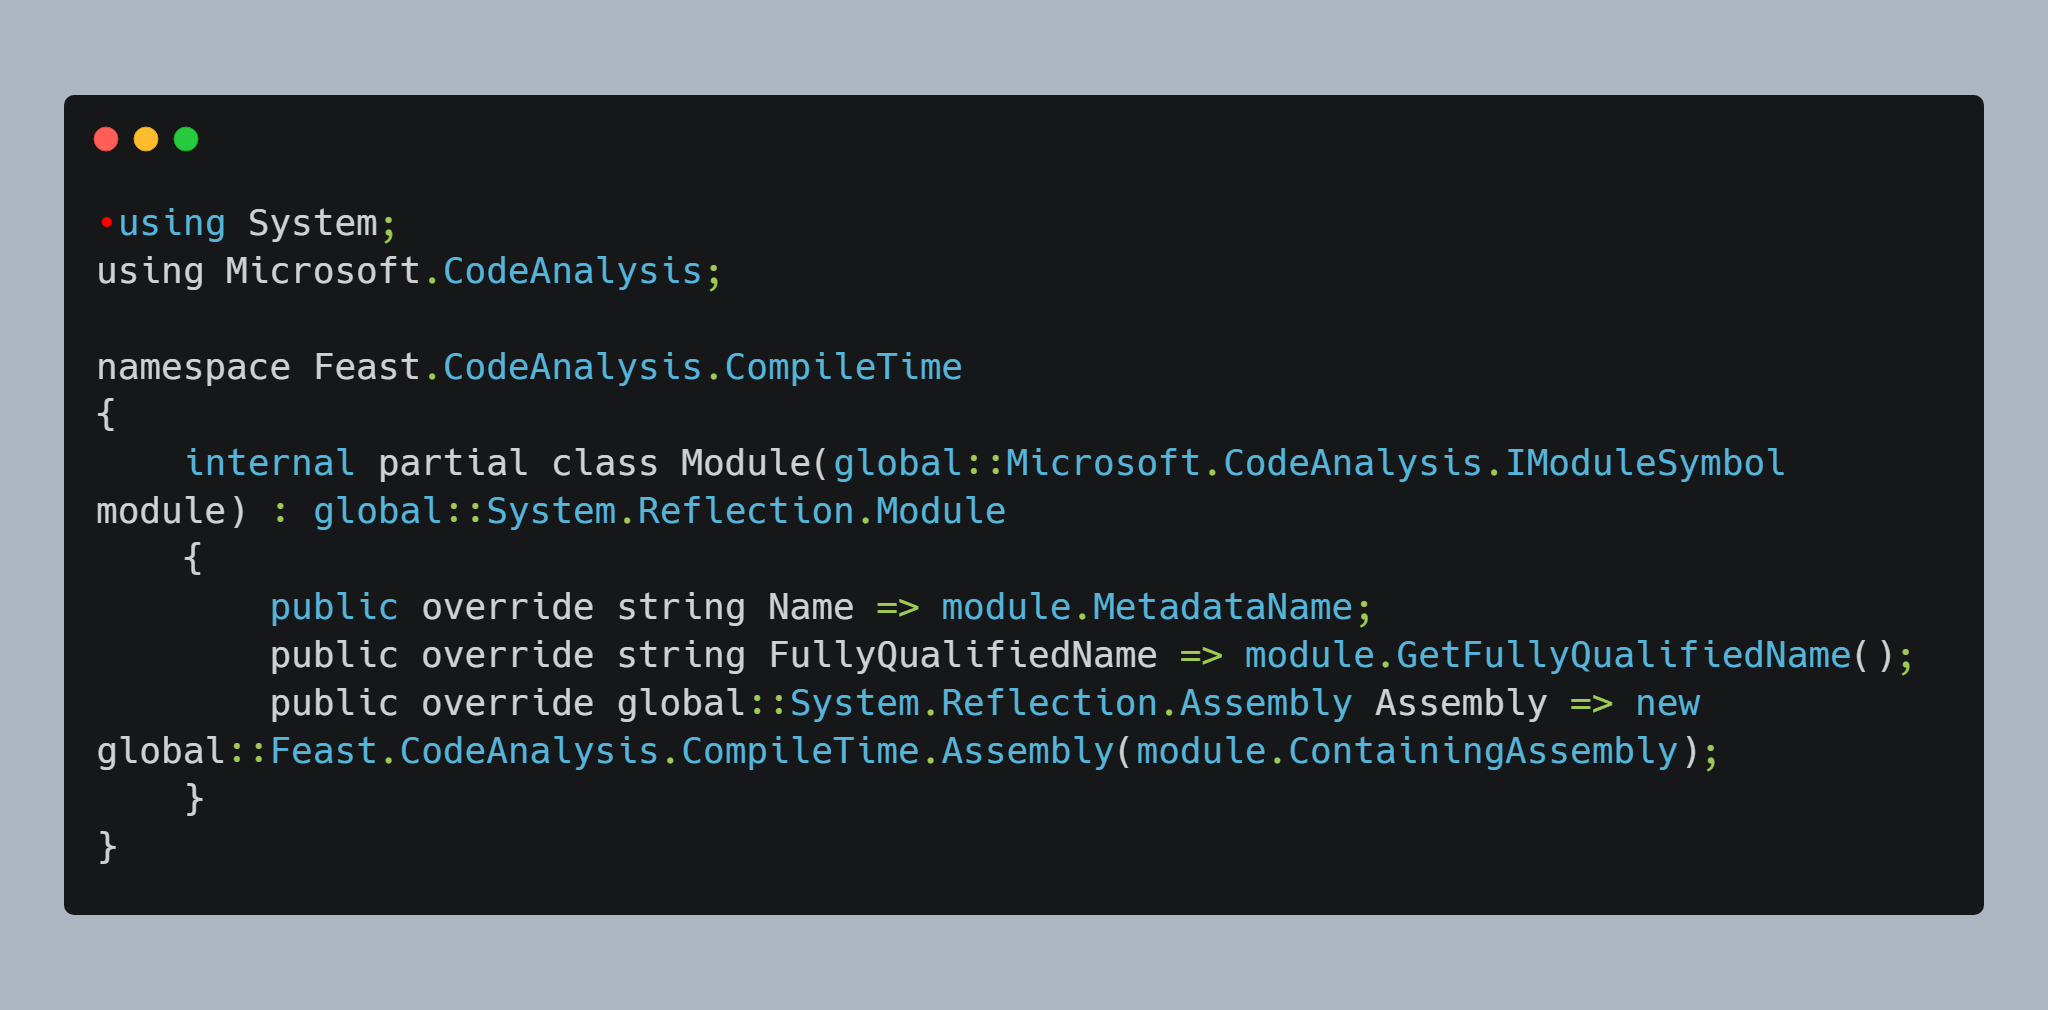 •using System;
using Microsoft.CodeAnalysis;

namespace Feast.CodeAnalysis.CompileTime
{
    internal partial class Module(global::Microsoft.CodeAnalysis.IModuleSymbol
module) : global::System.Reflection.Module
    {
        public override string Name => module.MetadataName;
        public override string FullyQualifiedName => module.GetFullyQualifiedName();
        public override global::System.Reflection.Assembly Assembly => new
global::Feast.CodeAnalysis.CompileTime.Assembly(module.ContainingAssembly);
    }
}